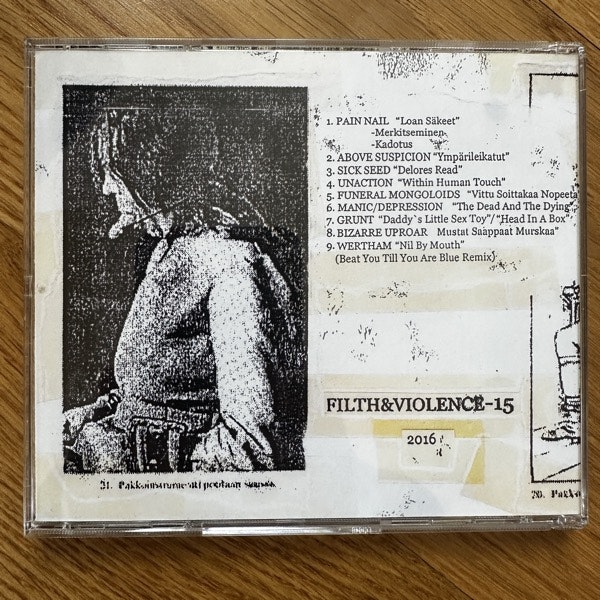 1. PAIN NAIL "Loan Säkeet"
-Merkitseminen
-Kadotus
2. ABOVE SUSPICION "Ympärileikatut"
3. SICK SEED "Delores Read"
4. UNACTION "Within Human Touch"
5. FUNERAL MONGOLOIDS "Vittu Soittakaa Nopeeta
6. MANIC/DEPRESSION "The Dead And The Dying"
7. GRUNT "Daddy`s Little Sex Toy"/"Head In A Box"
8. BIZARRE UPROAR Mustat Saappaat Murskaa"
9. WERTHAM "Nil By Mouth"
(Beat You Till You Are Blue Remix)
FILTH&VIOLENCE-15
2016